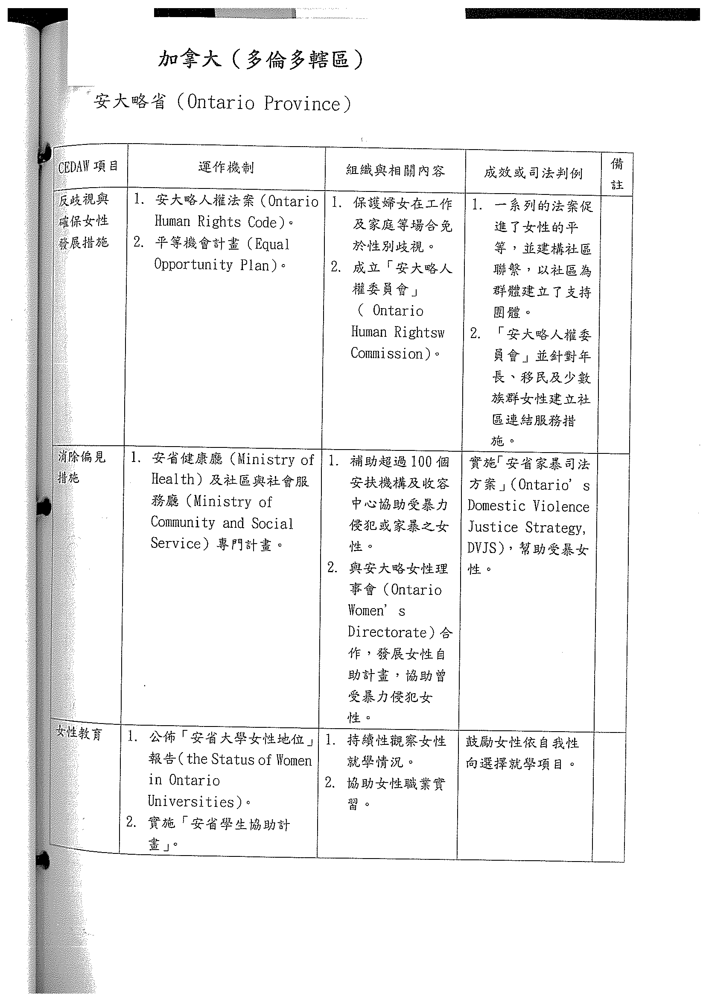 加拿大（多倫多轄區）
安大略省（Ontario Province）
CEDAW 項目
運作機制
組織與相關內容
成效或司法判例
備
註
反歧視與
確保女性
發展措施
1. 安大略人權法案（Ontario
Human Rights Code）。
2. 平等機會計畫（Equal
Opportunity Plan）。
1. 保護婦女在工作
及家庭等場合免
於性別歧視。
2. 成立「安大略人
權委員會」
（ Ontario
Human Rightsw
Commission）。
1. 一系列的法案促
進了女性的平
等，並建構社區
聯繫，以社區為
群體建立了支持
團體。
2. 「安大略人權委
員會」並針對年
長、移民及少數
族群女性建立社
區連結服務措
施。
消除偏見
措施
1. 安省健康廳（Ministry of
Health）及社區與社會服
務廳（Ministry of
Community and Social
Service）專門計畫。
1. 補助超過 100 個
安扶機構及收容
中心協助受暴力
侵犯或家暴之女
性。
2. 與安大略女性理
事會（Ontario
Women’s
Directorate）合
作，發展女性自
助計畫，協助曾
受暴力侵犯女
性。
實施「安省家暴司法
方案」（Ontario’s
Domestic Violence
Justice Strategy,
DVJS），幫助受暴女
性。
女性教育
1. 公佈「安省大學女性地位」
報告（the Status of Women
in Ontario
Universities）。
2. 實施「安省學生協助計
畫」。
1. 持續性觀察女性
就學情況。
2. 協助女性職業實
習。
鼓勵女性依自我性
向選擇就學項目。